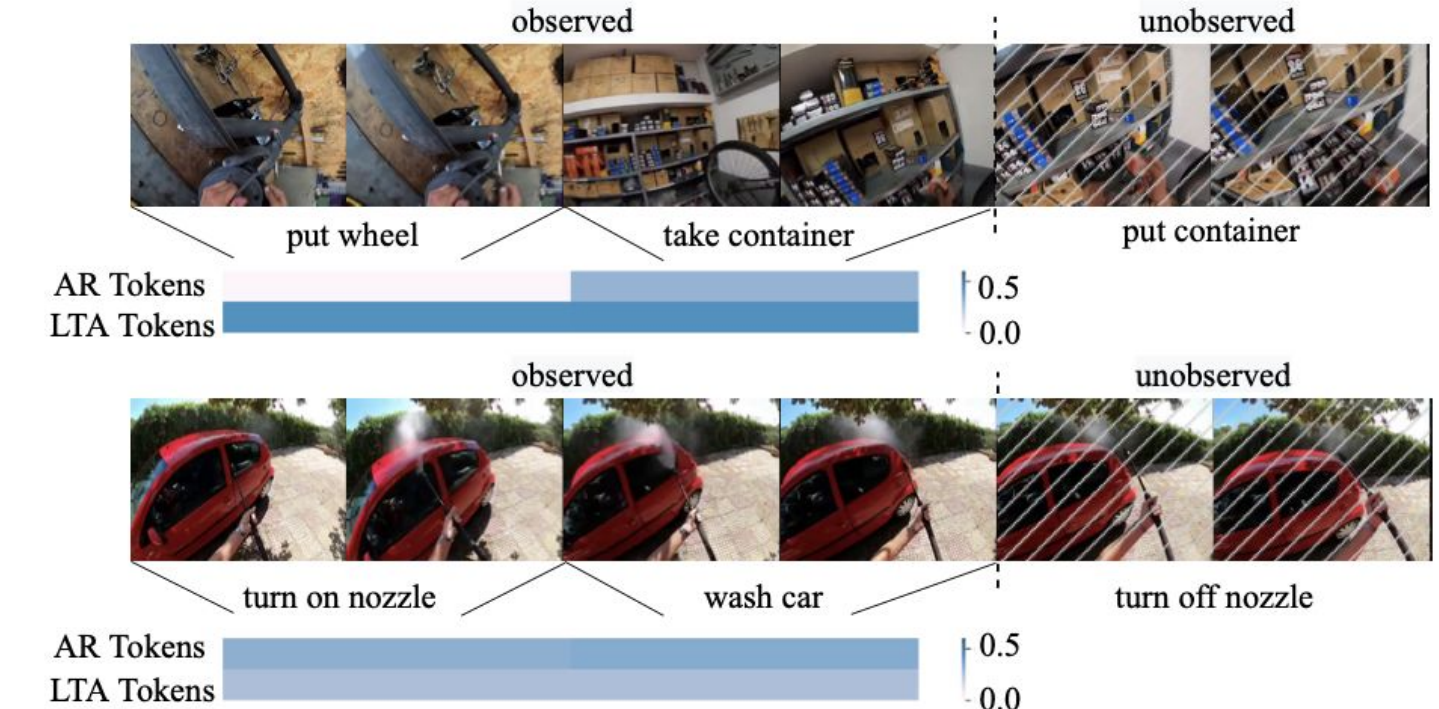 observed unobserved
put wheel take container put container
AR Tokens 0.5
LTA Tokens 0.0
observed unobserved
turn on nozzle wash car turn off nozzle
AR Tokens 0.5
LTA Tokens 0.0